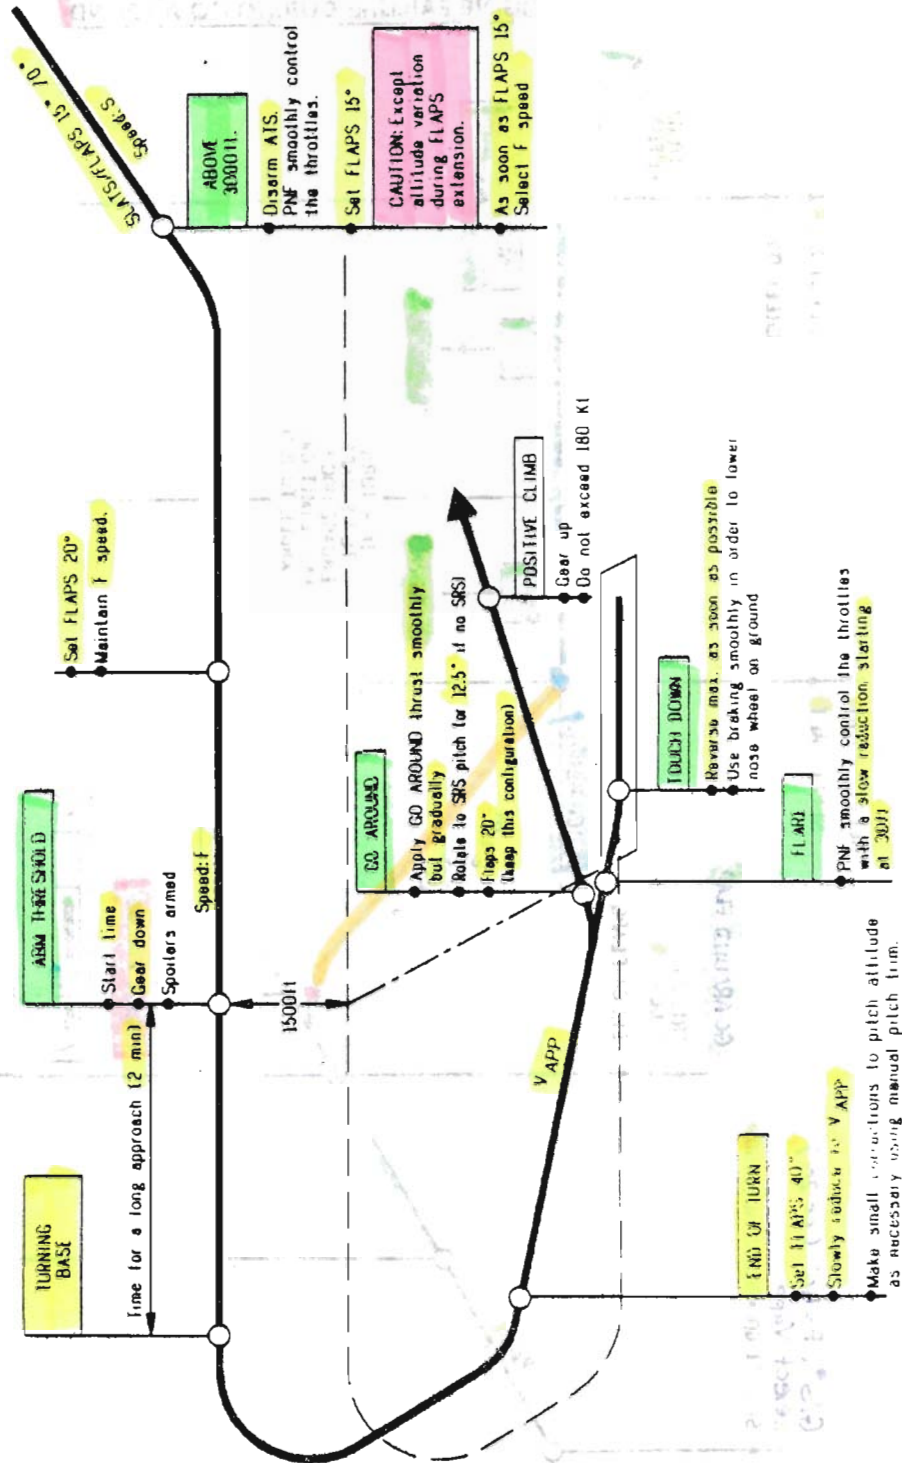 SLATS/FLAPS 15° /0°
Speed: S
ABOVE
3000ft.
Disarm ATS.
PNF smoothly control
the throttles.
Set FLAPS 15°
CAUTION: Except
altitude variation
during FLAPS
extension.
As soon as FLAPS 15°
Select F speed
Set FLAPS 20°
Maintain F speed.
ABM THRESHOLD
Start time
Gear down
Spoilers armed
Speed: F
1500ft
TURNING
BASE
Time for a long approach (2 min)
END OF TURN
Set FLAPS 40°
Slowly reduce to V APP
Make small corrections to pitch attitude
as necessary using manual pitch trim.
V APP
GO AROUND
Apply GO AROUND thrust smoothly
but gradually
Rotate to SRS pitch (or 12.5° if no SRS)
Flaps 20°
(keep this configuration)
POSITIVE CLIMB
Gear up
Do not exceed 180 Kt
FLARE
PNF smoothly control the throttles
with a slow reduction starting
at 30ft
TOUCH DOWN
Reverse max. as soon as possible
Use braking smoothly in order to lower
nose wheel on ground